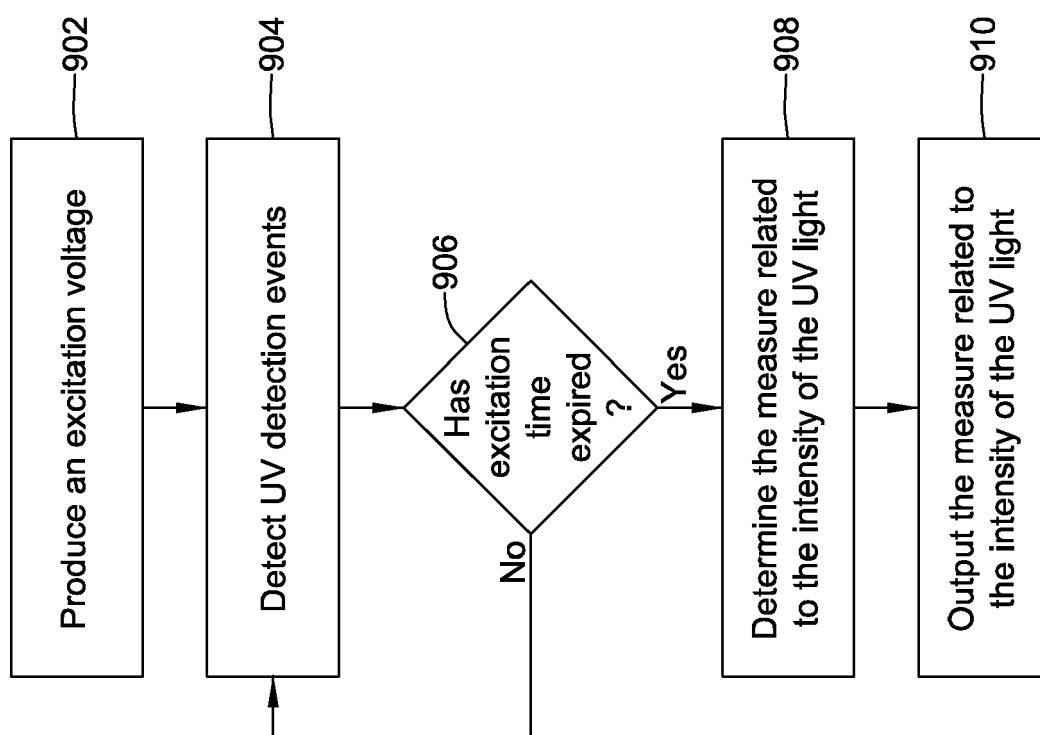 902
Produce an excitation voltage
904
Detect UV detection events
906
Has
excitation
time
expired
?
No
Yes
908
Determine the measure related
to the intensity of the UV light
910
Output the measure related to
the intensity of the UV light